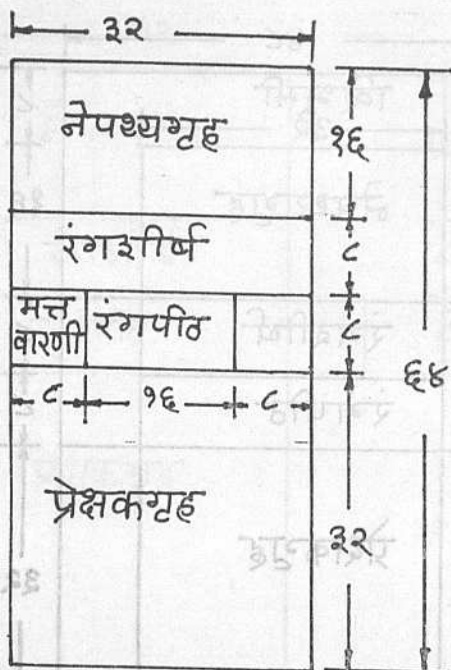 ३२
नेपथ्यगृह
१६
रंगशीर्ष
८
मत्त
वारणी
रंगपीठ
८
६४
८
१६
८
प्रेक्षकगृह
३२